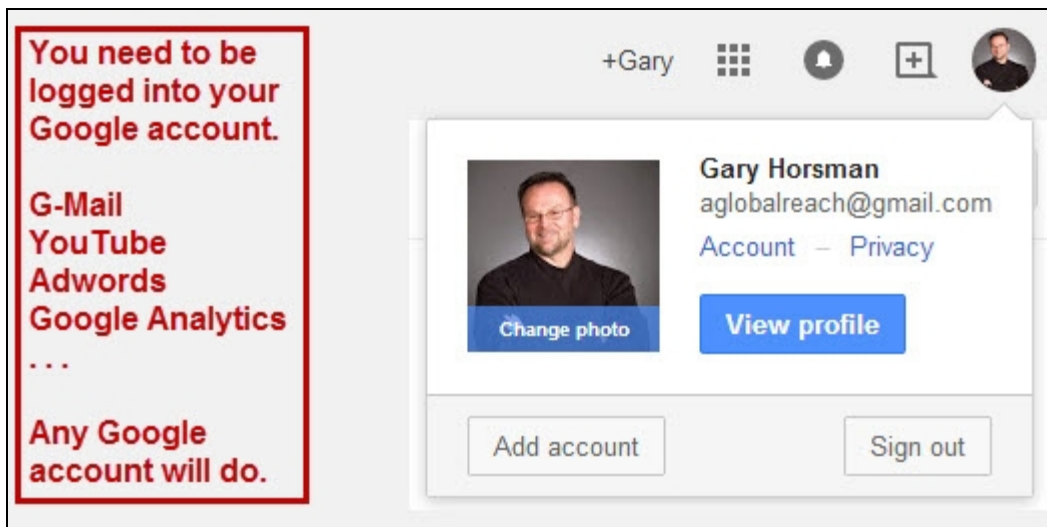 You need to be
logged into your
Google account.
G-Mail
YouTube
Adwords
Google Analytics
. . .
Any Google
account will do.
+Gary
Gary Horsman
aglobalreach@gmail.com
Account – Privacy
Change photo
View profile
Add account
Sign out